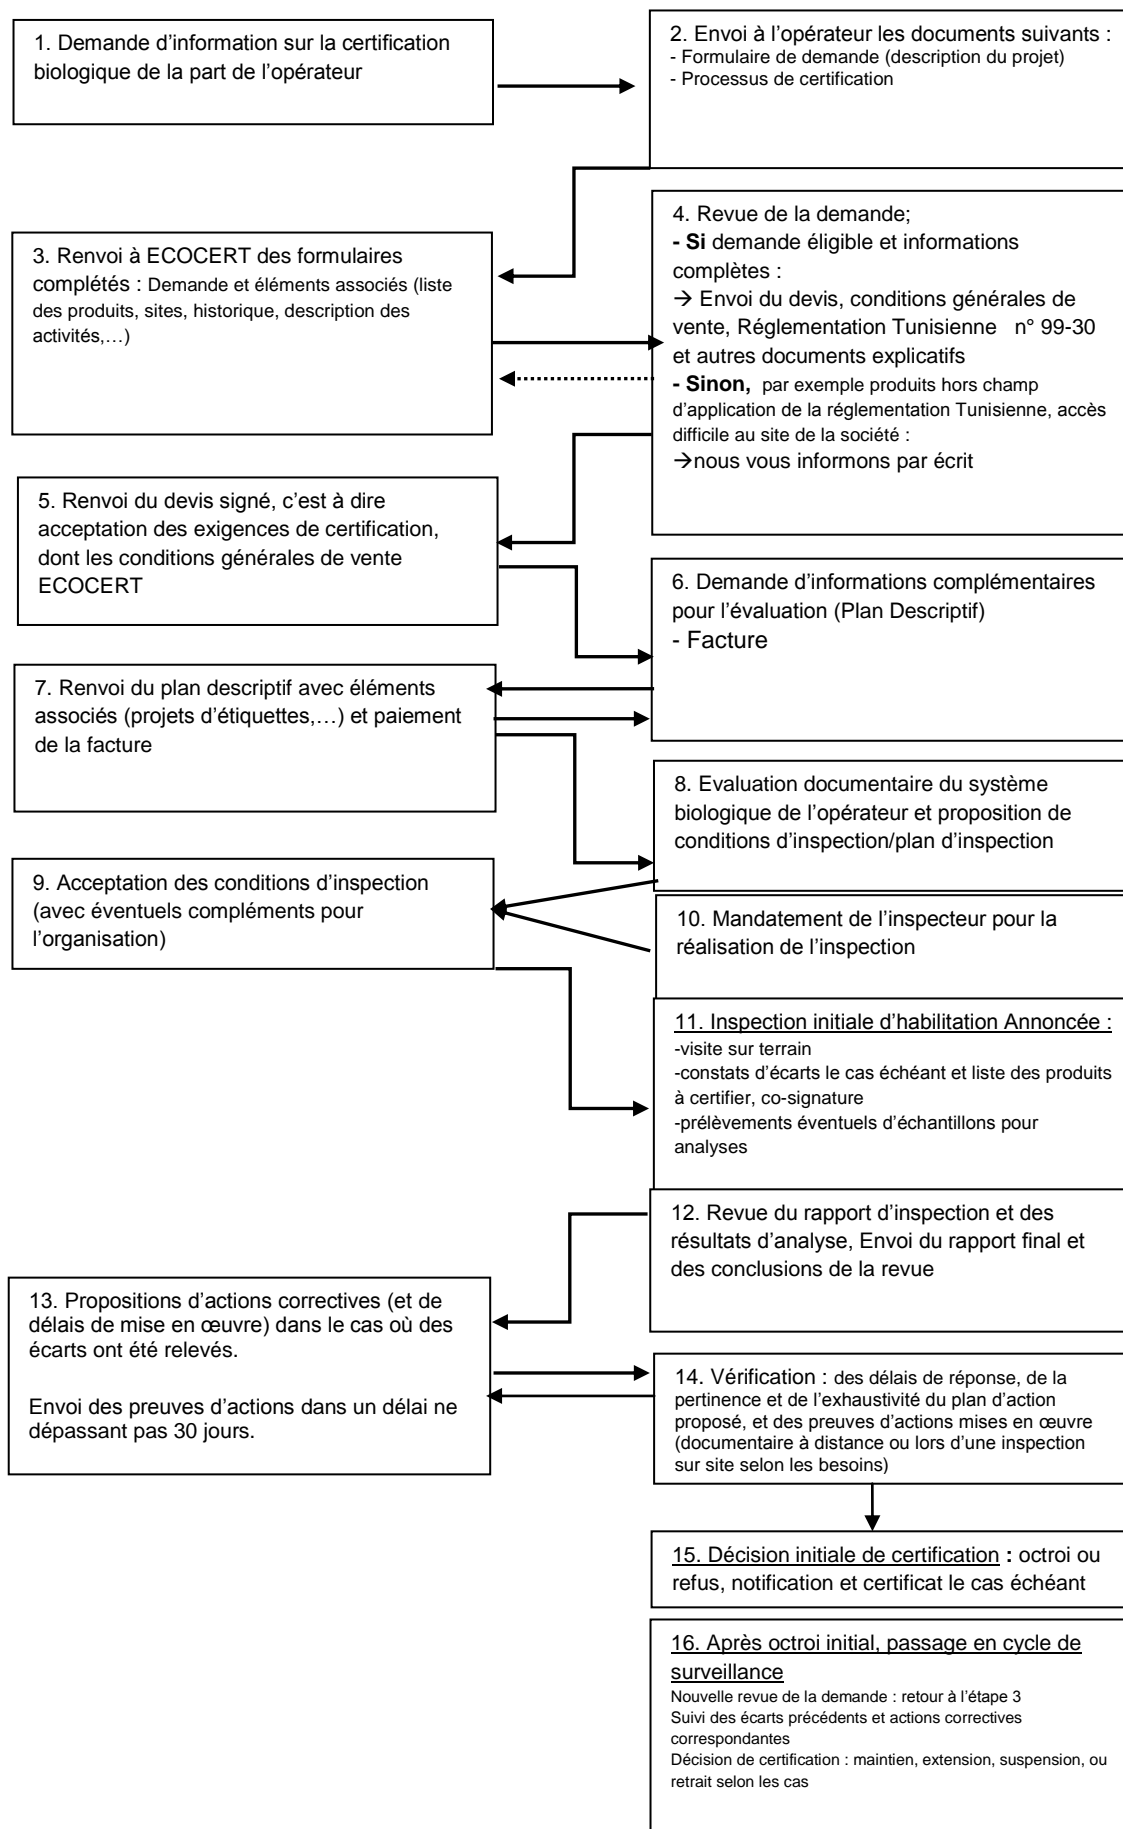 1. Demande d’information sur la certification
biologique de la part de l’opérateur
2. Envoi à l’opérateur les documents suivants :
- Formulaire de demande (description du projet)
- Processus de certification
3. Renvoi à ECOCERT des formulaires
complétés : Demande et éléments associés (liste
des produits, sites, historique, description des
activités,…)
4. Revue de la demande;
- Si demande éligible et informations
complètes :
→ Envoi du devis, conditions générales de
vente, Réglementation Tunisienne n° 99-30
et autres documents explicatifs
- Sinon, par exemple produits hors champ
d’application de la réglementation Tunisienne, accès
difficile au site de la société :
→nous vous informons par écrit
5. Renvoi du devis signé, c’est à dire
acceptation des exigences de certification,
dont les conditions générales de vente
ECOCERT
6. Demande d’informations complémentaires
pour l’évaluation (Plan Descriptif)
- Facture
7. Renvoi du plan descriptif avec éléments
associés (projets d’étiquettes,…) et paiement
de la facture
8. Evaluation documentaire du système
biologique de l’opérateur et proposition de
conditions d’inspection/plan d’inspection
9. Acceptation des conditions d’inspection
(avec éventuels compléments pour
l’organisation)
10. Mandatement de l’inspecteur pour la
réalisation de l’inspection
11. Inspection initiale d’habilitation Annoncée :
-visite sur terrain
-constats d’écarts le cas échéant et liste des produits
à certifier, co-signature
-prélèvements éventuels d’échantillons pour
analyses
12. Revue du rapport d’inspection et des
résultats d’analyse, Envoi du rapport final et
des conclusions de la revue
13. Propositions d’actions correctives (et de
délais de mise en œuvre) dans le cas où des
écarts ont été relevés.
Envoi des preuves d’actions dans un délai ne
dépassant pas 30 jours.
14. Vérification : des délais de réponse, de la
pertinence et de l’exhaustivité du plan d’action
proposé, et des preuves d’actions mises en œuvre
(documentaire à distance ou lors d’une inspection
sur site selon les besoins)
15. Décision initiale de certification : octroi ou
refus, notification et certificat le cas échéant
16. Après octroi initial, passage en cycle de
surveillance
Nouvelle revue de la demande : retour à l’étape 3
Suivi des écarts précédents et actions correctives
correspondantes
Décision de certification : maintien, extension, suspension, ou
retrait selon les cas